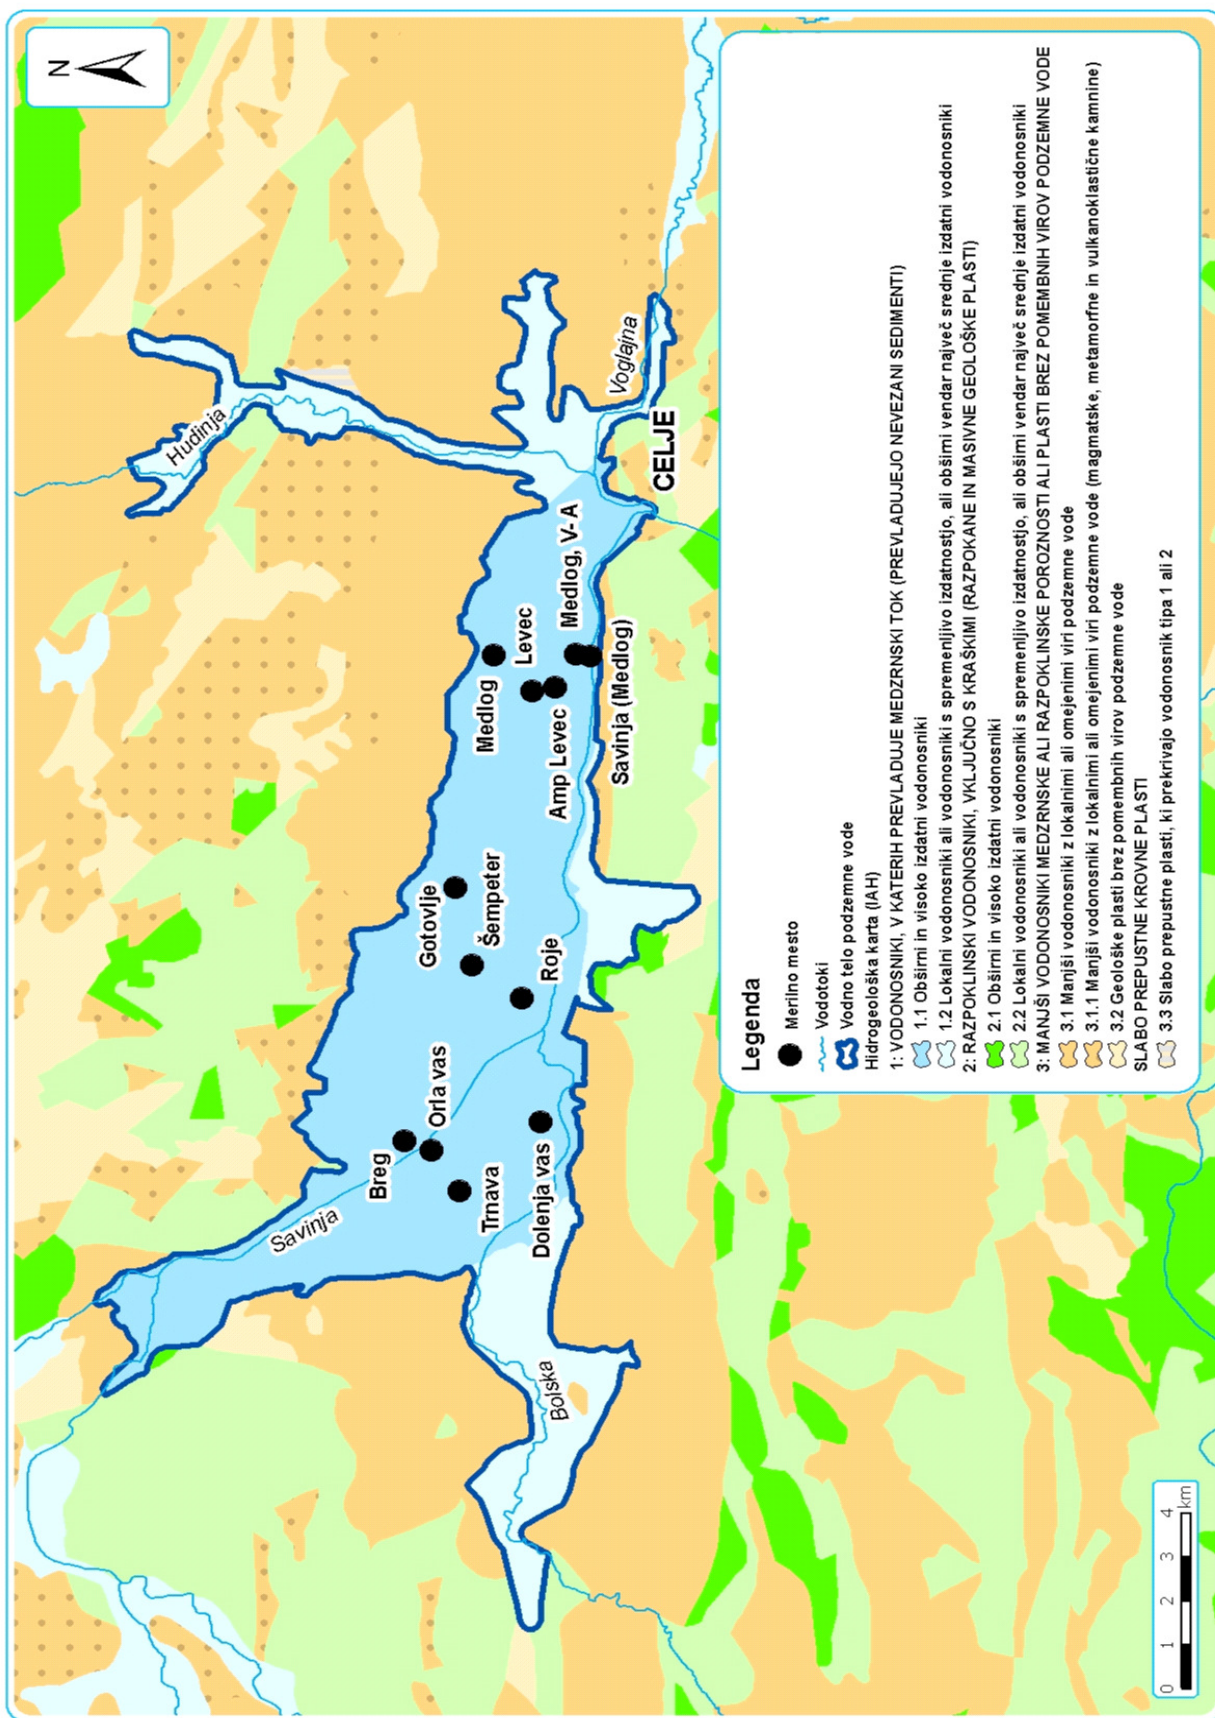 N
Hudinja
Voglajna
CELJE
Medlog
Levec
Medlog, V- A
Amp Levec
Savinja (Medlog)
Gotovlje
Šempeter
Roje
Breg
Orla vas
Trnava
Dolenja vas
Savinja
Bolska
Legenda
Merilno mesto
Vodotoki
Vodno telo podzemne vode
Hidrogeološka karta (IAH)
1: VODONOSNIKI, V KATERIH PREVLADUJE MEDZRNSKI TOK (PREVLADUJEJO NEVEZANI SEDIMENTI)
1.1 Obširni in visoko izdatni vodonosniki
1.2 Lokalni vodonosniki ali vodonosniki s spremenljivo izdatnostjo, ali obširni vendar največ srednje izdatni vodonosniki
2: RAZPOKLINSKI VODONOSNIKI, VKLJUČNO S KRAŠKIMI (RAZPOKANE IN MASIVNE GEOLOŠKE PLASTI)
2.1 Obširni in visoko izdatni vodonosniki
2.2 Lokalni vodonosniki ali vodonosniki s spremenljivo izdatnostjo, ali obširni vendar največ srednje izdatni vodonosniki
3: MANJŠI VODONOSNIKI MEDZRNSKE ALI RAZPOKLINSKE POROZNOSTI ALI PLASTI BREZ POMEMBNIH VIROV PODZEMNE VODE
3.1 Manjši vodonosniki z lokalnimi ali omejenimi viri podzemne vode
3.1.1 Manjši vodonosniki z lokalnimi ali omejenimi viri podzemne vode (magmatske, metamorfne in vulkanoklastične kamnine)
3.2 Geološke plasti brez pomembnih virov podzemne vode
SLABO PREPUSTNE KROVNE PLASTI
3.3 Slabo prepustne plasti, ki prekrivajo vodonosnik tipa 1 ali 2
0 1 2 3 4
km